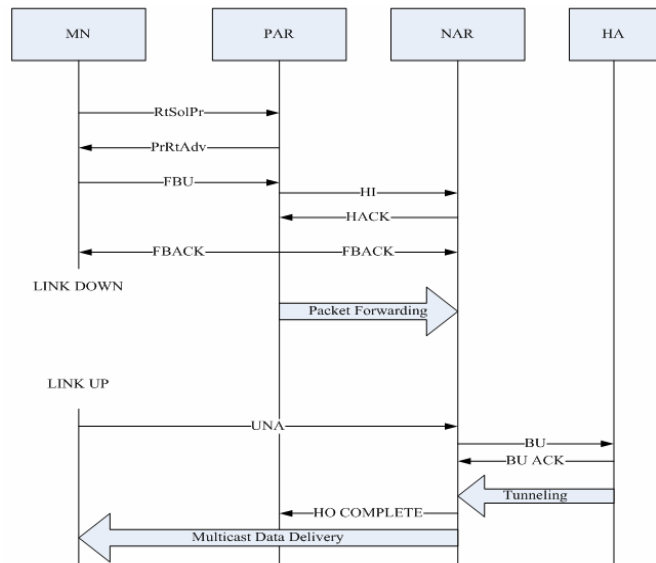 MN PAR NAR HA
RtSolPr
PrRtAdv
FBU
HI
HACK
FBACK FBACK
LINK DOWN
Packet Forwarding
LINK UP
UNA
BU
BU ACK
Tunneling
HO COMPLETE
Multicast Data Delivery